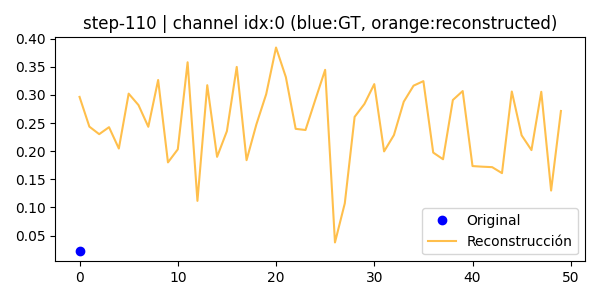 step-110 | channel idx:0 (blue:GT, orange:reconstructed)
0.40
0.35
0.30
0.25
0.20
0.15
0.10
0.05
0 10 20 30 40 50
Original
Reconstrucción